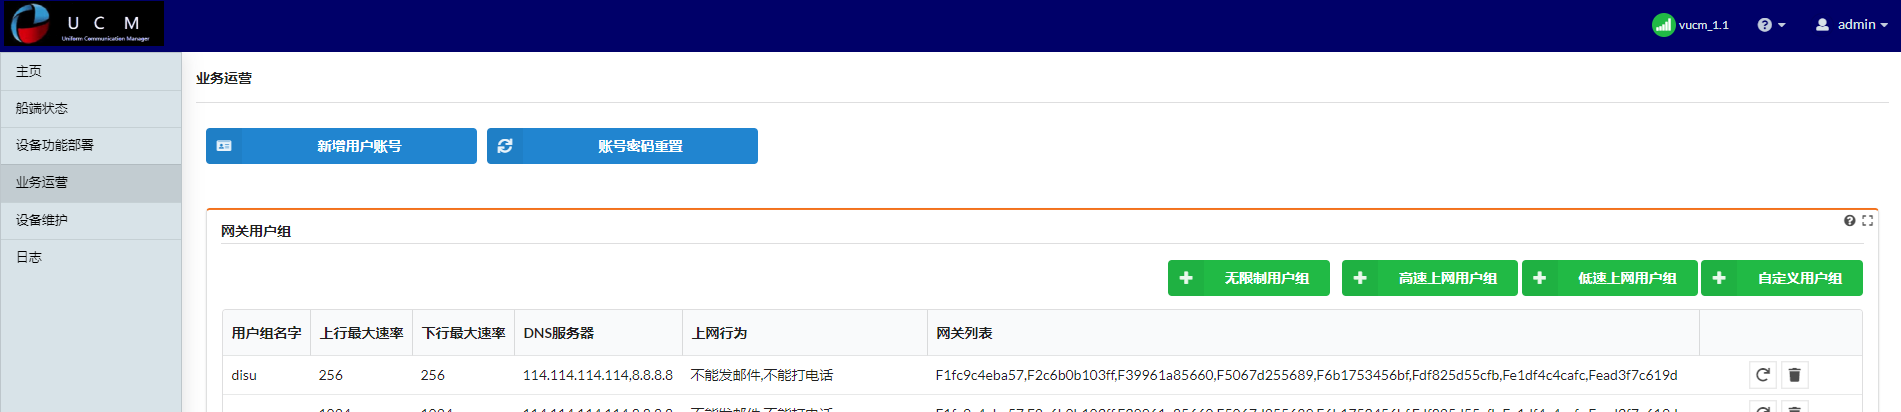 UCM
Uniform Communication Manager
vucm_1.1
admin
主页
船端状态
设备功能部署
业务运营
设备维护
日志
业务运营
新增用户账号 账号密码重置
网关用户组
无限制用户组 高速上网用户组 低速上网用户组 自定义用户组
用户组名字 上行最大速率 下行最大速率 DNS服务器 上网行为 网关列表
disu 256 256 114.114.114.114,8.8.8.8 不能发邮件,不能打电话 F1fc9c4eba57,F2c6b0b103ff,F39961a85660,F5067d255689,F6b1753456bf,Fdf825d55cfb,Fe1df4c4cafc,Fead3f7c619d